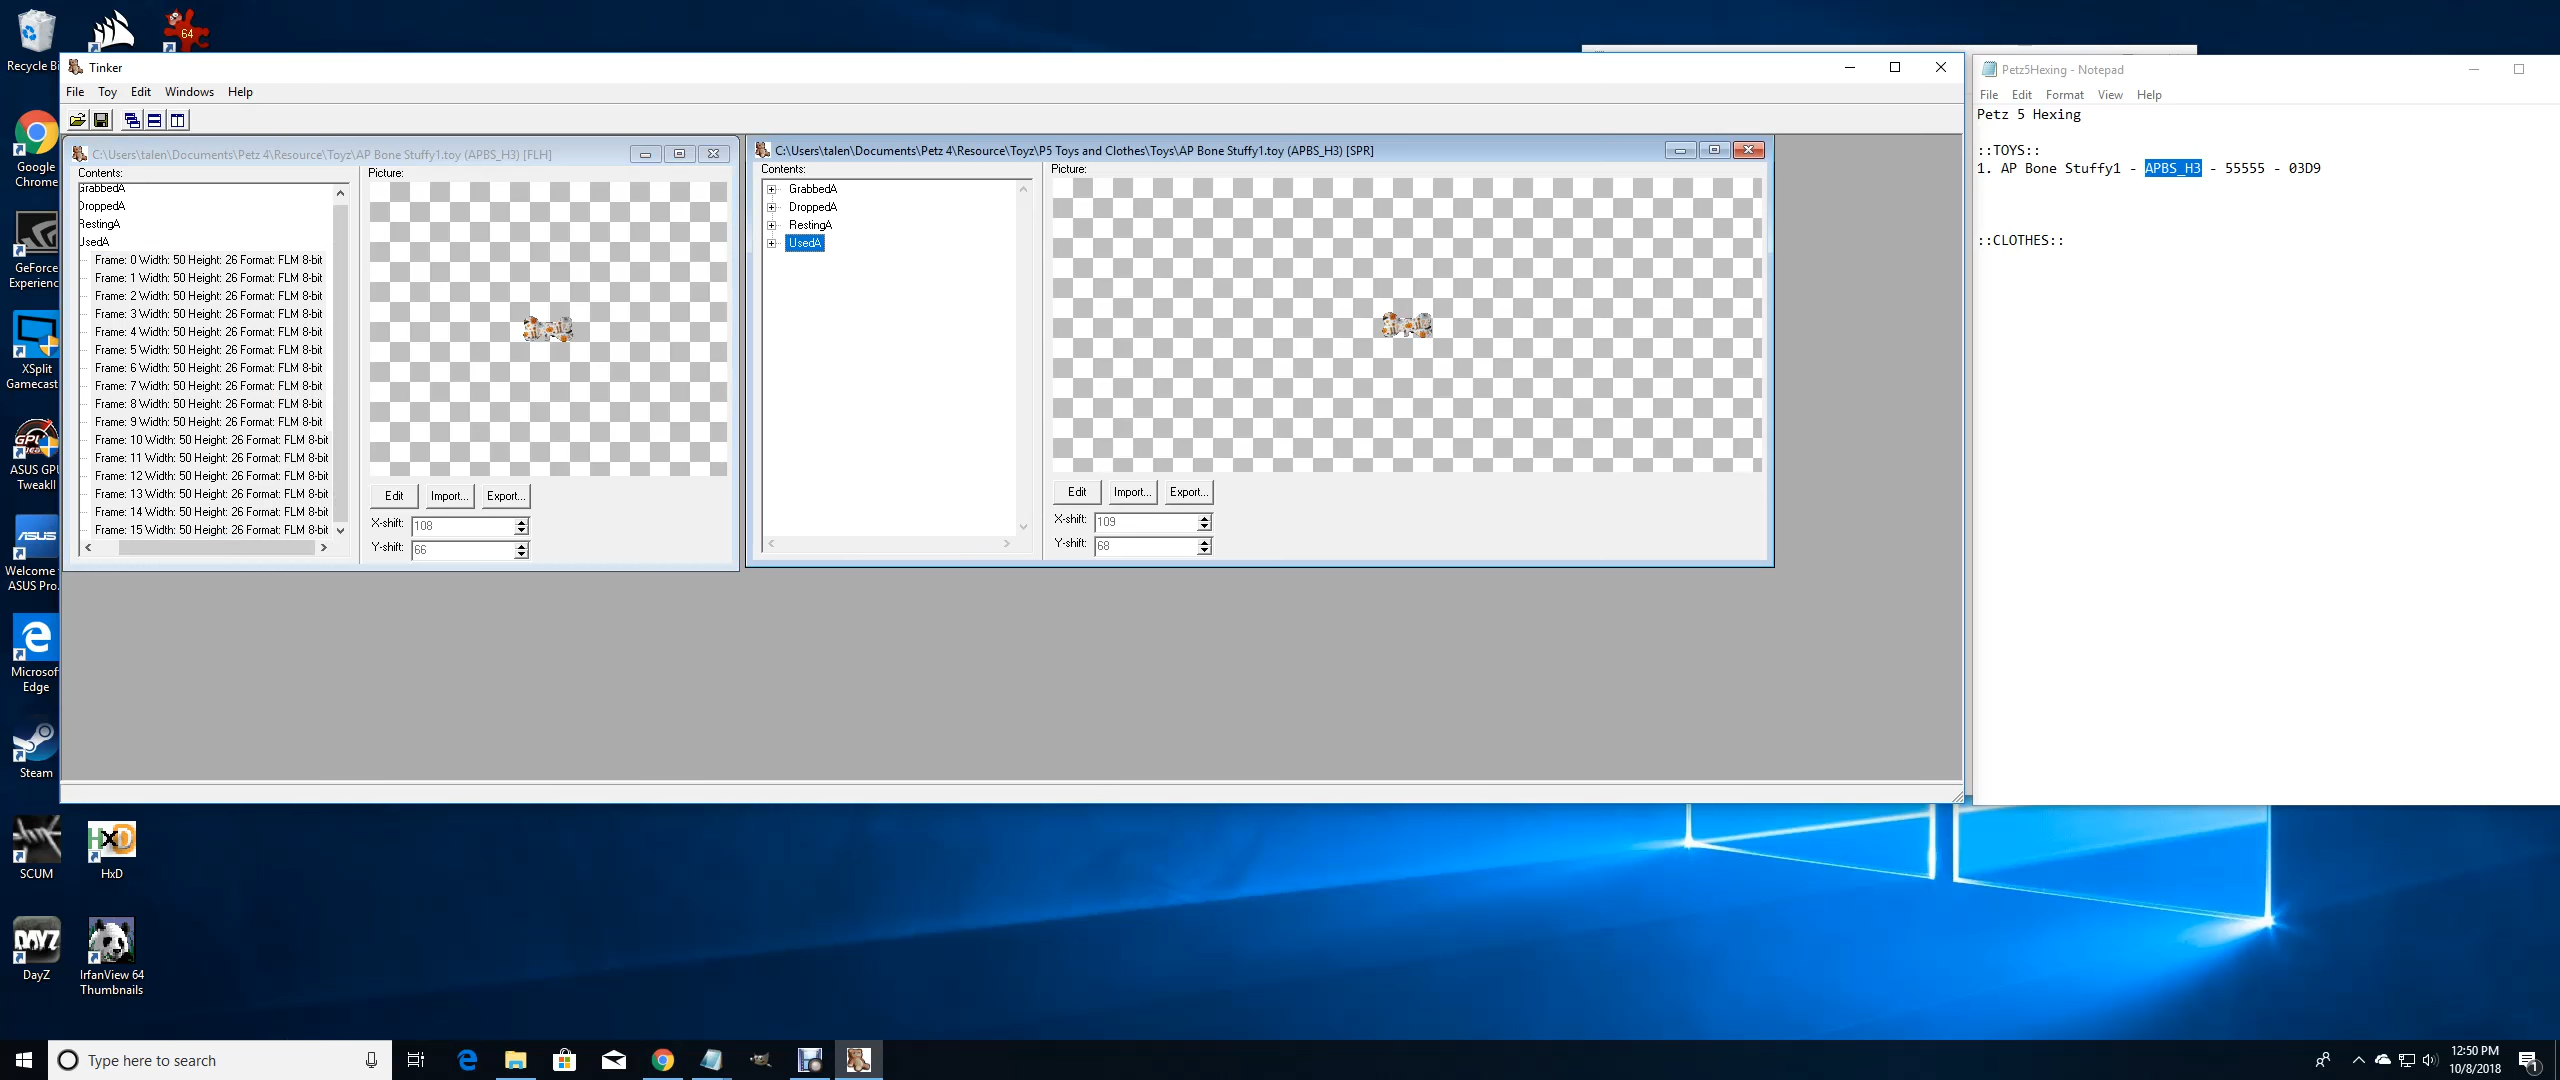 Recycle Bi
64
Tinker
File Toy Edit Windows Help
C:\Users\talen\Documents\Petz 4\Resource\Toyz\AP Bone Stuffy1.toy (APBS_H3) [FLH]
Contents:
Picture:
GrabbedA
DroppedA
RestingA
UsedA
Frame: 0 Width: 50 Height: 26 Format: FLM 8-bit
Frame: 1 Width: 50 Height: 26 Format: FLM 8-bit
Frame: 2 Width: 50 Height: 26 Format: FLM 8-bit
Frame: 3 Width: 50 Height: 26 Format: FLM 8-bit
Frame: 4 Width: 50 Height: 26 Format: FLM 8-bit
Frame: 5 Width: 50 Height: 26 Format: FLM 8-bit
Frame: 6 Width: 50 Height: 26 Format: FLM 8-bit
Frame: 7 Width: 50 Height: 26 Format: FLM 8-bit
Frame: 8 Width: 50 Height: 26 Format: FLM 8-bit
Frame: 9 Width: 50 Height: 26 Format: FLM 8-bit
Frame: 10 Width: 50 Height: 26 Format: FLM 8-bit
Frame: 11 Width: 50 Height: 26 Format: FLM 8-bit
Frame: 12 Width: 50 Height: 26 Format: FLM 8-bit
Frame: 13 Width: 50 Height: 26 Format: FLM 8-bit
Frame: 14 Width: 50 Height: 26 Format: FLM 8-bit
Frame: 15 Width: 50 Height: 26 Format: FLM 8-bit
Edit Import... Export...
X-shift: 108
Y-shift: 66
C:\Users\talen\Documents\Petz 4\Resource\Toyz\P5 Toys and Clothes\Toys\AP Bone Stuffy1.toy (APBS_H3) [SPR]
Contents:
Picture:
GrabbedA
DroppedA
RestingA
UsedA
Edit Import... Export...
X-shift: 109
Y-shift: 68
Petz5Hexing - Notepad
File Edit Format View Help
Petz 5 Hexing
::TOYS::
1. AP Bone Stuffy1 - APBS_H3 - 55555 - 03D9
::CLOTHES::
Google
Chrome
GeForce
Experienc
XSplit
Gamecast
GPU
ASUS GPU
TweakII
ASUS
Welcome
ASUS Pro.
Microsof
Edge
Steam
SCUM
HxD
HxD
DAYZ
DayZ
IrfanView 64
Thumbnails
Type here to search
12:50 PM
10/8/2018
1